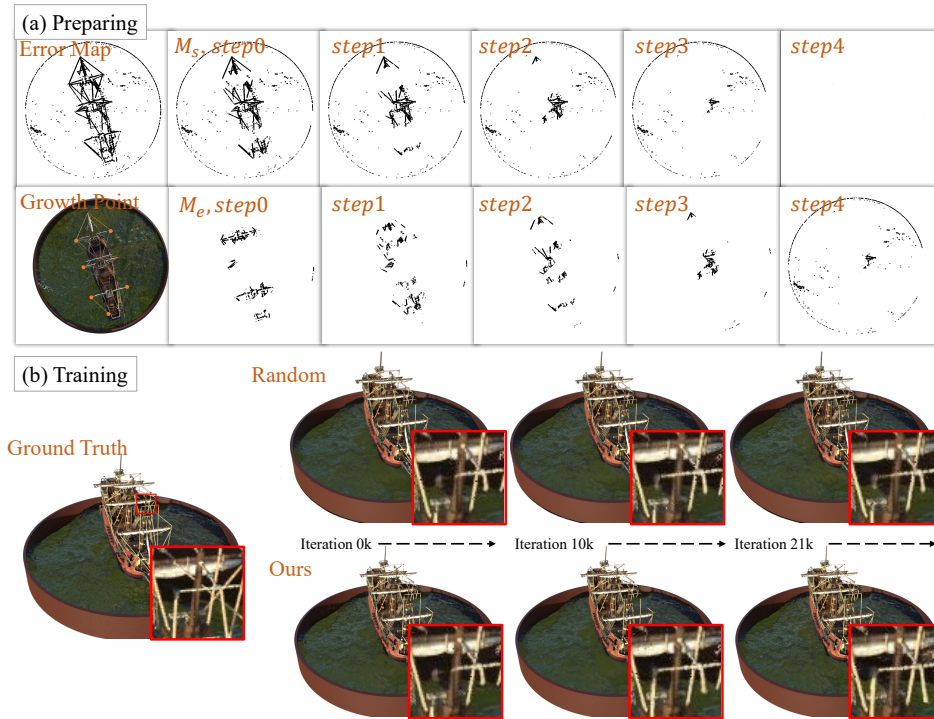 (a) Preparing
Error Map
M_s, step0
step1
step2
step3
step4
Growth Point
M_e, step0
step1
step2
step3
step4
(b) Training
Random
Ground Truth
Iteration 0k
Iteration 10k
Iteration 21k
Ours